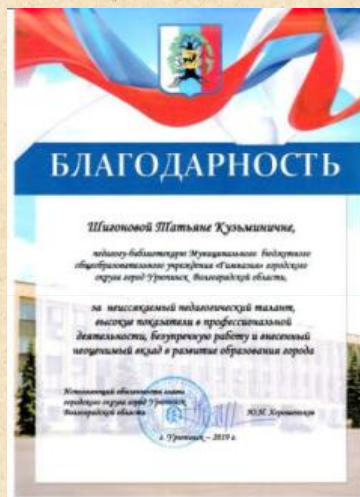 БЛАГОДАРНОСТЬ
Шигоновой Татьяне Кузьминичне,
педагогу-библиотекарю Муниципального бюджетного
общеобразовательного учреждения «Гимназия» городского
округа город Урюпинск Волгоградской области,
за неиссякаемый педагогический талант,
высокие показатели в профессиональной
деятельности, безупречную работу и внесенный
неоценимый вклад в развитие образования города
Исполняющий обязанности главы
городского округа город Урюпинск
Волгоградской области Ю.Н. Хорошеньков
г. Урюпинск – 2019 г.